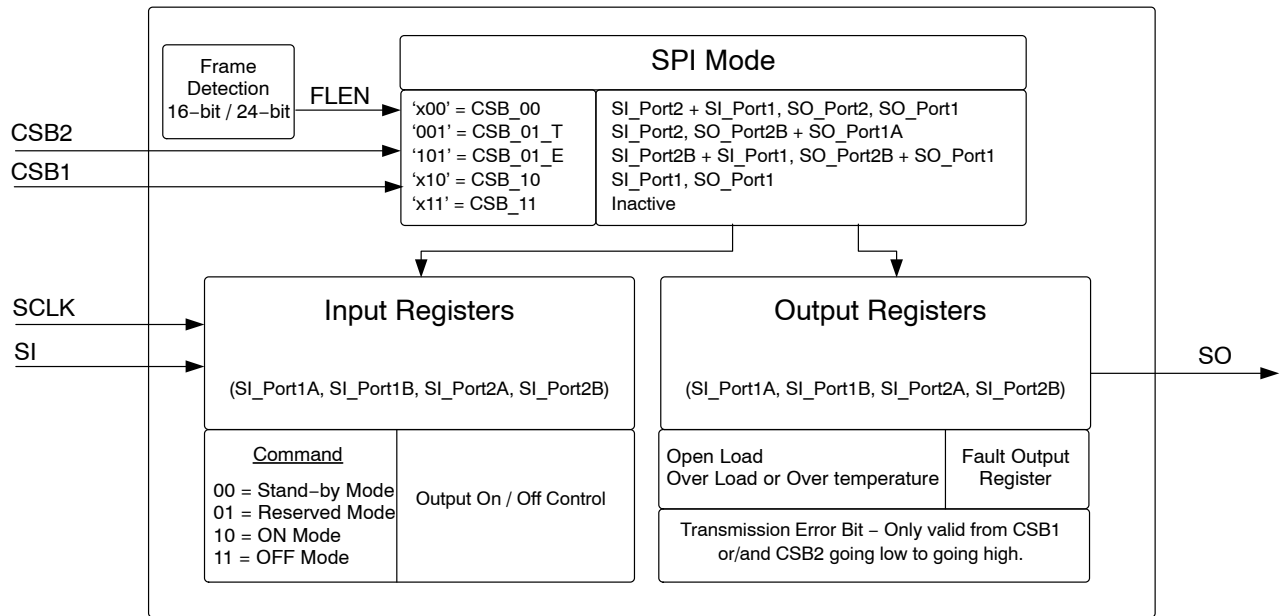 Frame
Detection
16−bit / 24−bit
FLEN
CSB2
CSB1
SPI Mode
‘x00’ = CSB_00
‘001’ = CSB_01_T
‘101’ = CSB_01_E
‘x10’ = CSB_10
‘x11’ = CSB_11
SI_Port2 + SI_Port1, SO_Port2, SO_Port1
SI_Port2, SO_Port2B + SO_Port1A
SI_Port2B + SI_Port1, SO_Port2B + SO_Port1
SI_Port1, SO_Port1
Inactive
SCLK
SI
Input Registers
(SI_Port1A, SI_Port1B, SI_Port2A, SI_Port2B)
Command
00 = Stand−by Mode
01 = Reserved Mode
10 = ON Mode
11 = OFF Mode
Output On / Off Control
Output Registers
(SI_Port1A, SI_Port1B, SI_Port2A, SI_Port2B)
SO
Open Load
Over Load or Over temperature
Fault Output
Register
Transmission Error Bit − Only valid from CSB1
or/and CSB2 going low to going high.